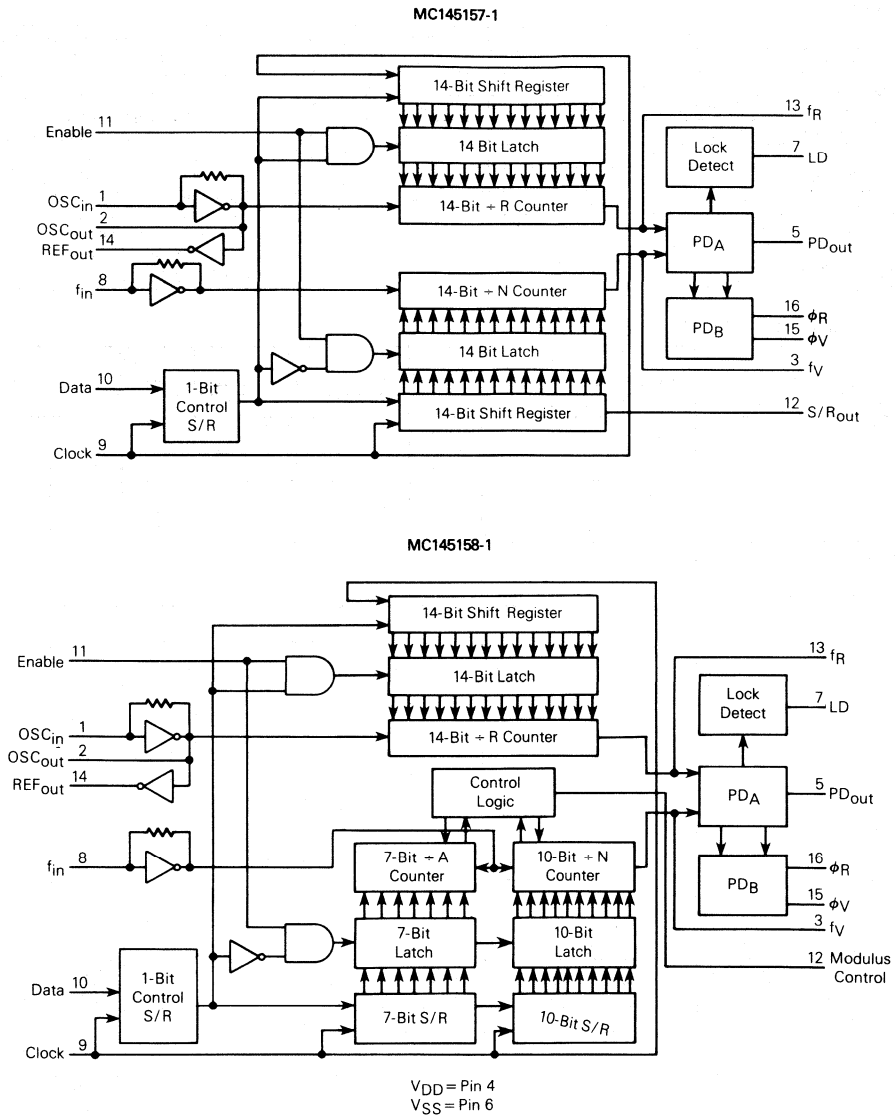 MC145157-1
14-Bit Shift Register
13 fR
Enable 11
14 Bit Latch
Lock
Detect
7 LD
OSCin 1
14-Bit ÷ R Counter
OSCout 2
REFout 14
PDA
5 PDout
fin 8
14-Bit ÷ N Counter
PDB
16 ϕR
15 ϕV
14 Bit Latch
3 fV
Data 10
1-Bit
Control
S/R
14-Bit Shift Register
12 S/Rout
Clock 9
MC145158-1
14-Bit Shift Register
13 fR
Enable 11
14-Bit Latch
Lock
Detect
7 LD
OSCin 1
14-Bit ÷ R Counter
OSCout 2
REFout 14
Control
Logic
PDA
5 PDout
fin 8
7-Bit ÷ A
Counter
10-Bit ÷ N
Counter
PDB
16 ϕR
15 ϕV
3 fV
7-Bit
Latch
10-Bit
Latch
12 Modulus
Control
Data 10
1-Bit
Control
S/R
7-Bit S/R
10-Bit S/R
Clock 9
VDD = Pin 4
VSS = Pin 6